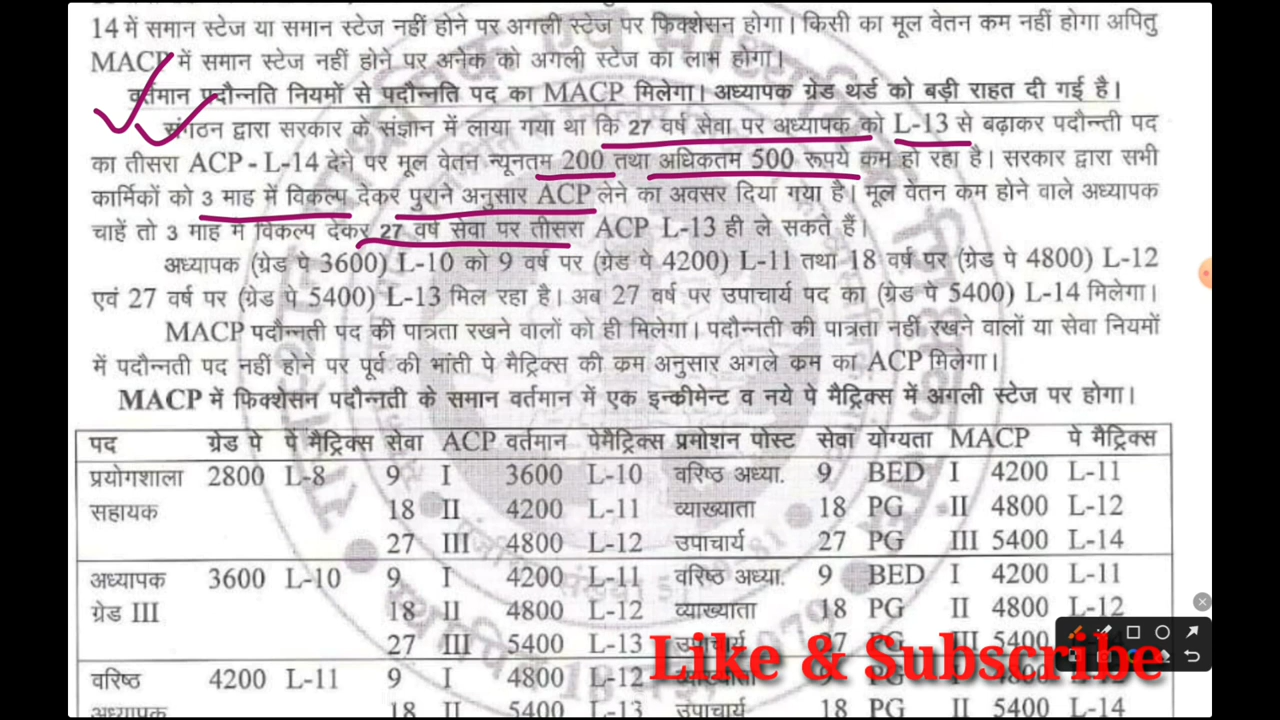 14 में समान स्टेज या समान स्टेज नहीं होने पर अगली स्टेज पर फिक्शेसन होगा। किसी का मूल वेतन कम नहीं होगा अपितु
MACP में समान स्टेज नहीं होने पर अनेक को अगली स्टेज का लाभ होगा।
वर्तमान पदौन्नति नियमों से पदौन्नति पद का MACP मिलेगा। अध्यापक ग्रेड थर्ड को बड़ी राहत दी गई है।
संगठन द्वारा सरकार के संज्ञान में लाया गया था कि 27 वर्ष सेवा पर अध्यापक को L-13 से बढ़ाकर पदौन्नती पद
का तीसरा ACP - L-14 देने पर मूल वेतन न्यूनतम 200 तथा अधिकतम 500 रूपये कम हो रहा है। सरकार द्वारा सभी
कार्मिकों को 3 माह में विकल्प देकर पुराने अनुसार ACP लेने का अवसर दिया गया है। मूल वेतन कम होने वाले अध्यापक
चाहें तो 3 माह में विकल्प देकर 27 वर्ष सेवा पर तीसरा ACP L-13 ही ले सकते हैं।
अध्यापक (ग्रेड पे 3600) L-10 को 9 वर्ष पर (ग्रेड पे 4200) L-11 तथा 18 वर्ष पर (ग्रेड पे 4800) L-12
एवं 27 वर्ष पर (ग्रेड पे 5400) L-13 मिल रहा है। अब 27 वर्ष पर उपाचार्य पद का (ग्रेड पे 5400) L-14 मिलेगा।
MACP पदौन्नती पद की पात्रता रखने वालों को ही मिलेगा। पदौन्नती की पात्रता नहीं रखने वालों या सेवा नियमों
में पदौन्नती पद नहीं होने पर पूर्व की भांती पे मैट्रिक्स की कम अनुसार अगले कम का ACP मिलेगा।
MACP में फिक्शेसन पदौन्नती के समान वर्तमान में एक इन्क्रीमेन्ट व नये पे मैट्रिक्स में अगली स्टेज पर होगा।
पद ग्रेड पे पे मैट्रिक्स सेवा ACP वर्तमान पेमैट्रिक्स प्रमोशन पोस्ट सेवा योग्यता MACP पे मैट्रिक्स
प्रयोगशाला 2800 L-8 9 I 3600 L-10 वरिष्ठ अध्या. 9 BED I 4200 L-11
सहायक 18 II 4200 L-11 व्याख्याता 18 PG II 4800 L-12
27 III 4800 L-12 उपाचार्य 27 PG III 5400 L-14
अध्यापक 3600 L-10 9 I 4200 L-11 वरिष्ठ अध्या. 9 BED I 4200 L-11
ग्रेड III 18 II 4800 L-12 व्याख्याता 18 PG II 4800 L-12
27 III 5400 L-13 उपाचार्य 27 PG III 5400
Like & Subscribe
वरिष्ठ 4200 L-11 9 I 4800 L-12 व्याख्याता
अध्यापक 18 II 5400 L-13 उपाचार्य 18 PG II 5400 L-14